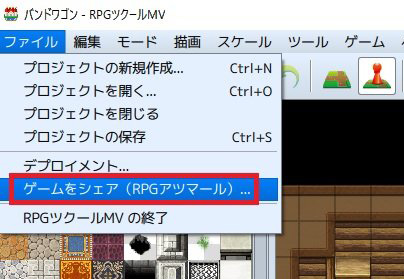 バンドワゴン - RPGツクールMV
ファイル 編集 モード 描画 スケール ツール ゲーム
プロジェクトの新規作成... Ctrl+N
プロジェクトを開く... Ctrl+O
プロジェクトを閉じる
プロジェクトの保存 Ctrl+S
デプロイメント...
ゲームをシェア（RPGアツマール）...
RPGツクールMV の終了